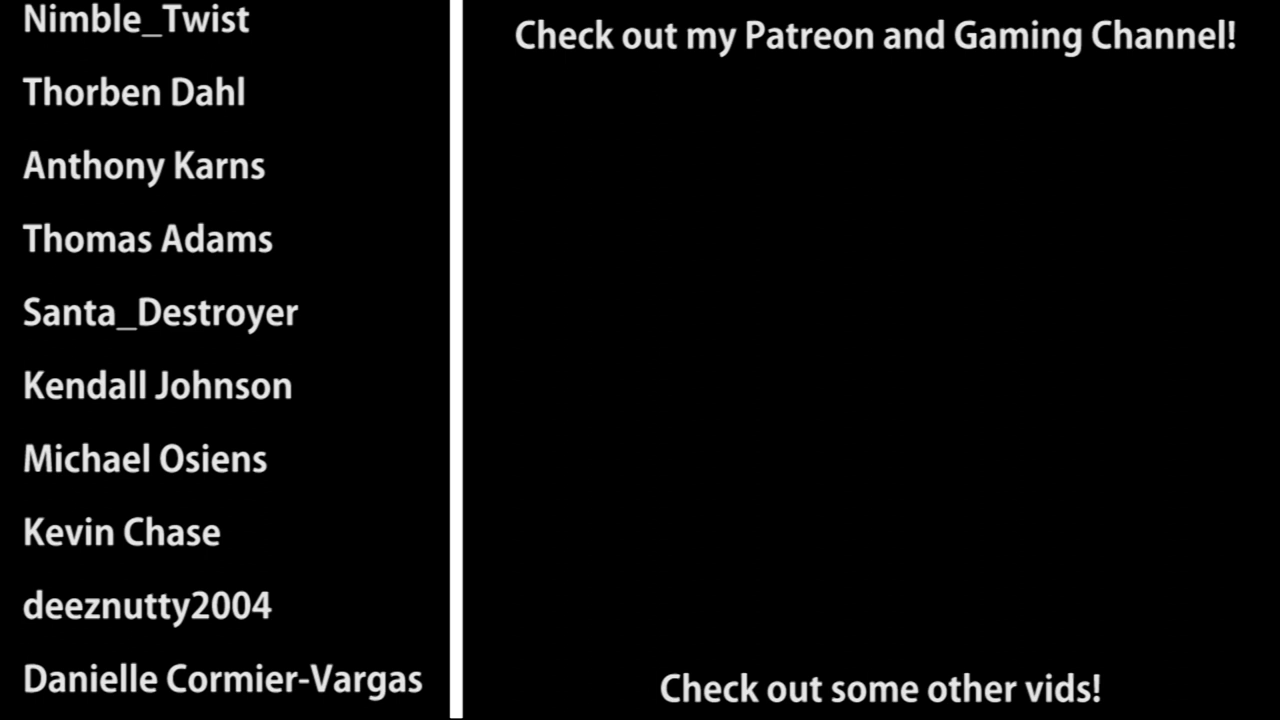 Nimble_Twist
Thorben Dahl
Anthony Karns
Thomas Adams
Santa_Destroyer
Kendall Johnson
Michael Osiens
Kevin Chase
deeznutty2004
Danielle Cormier-Vargas
Check out my Patreon and Gaming Channel!
Check out some other vids!